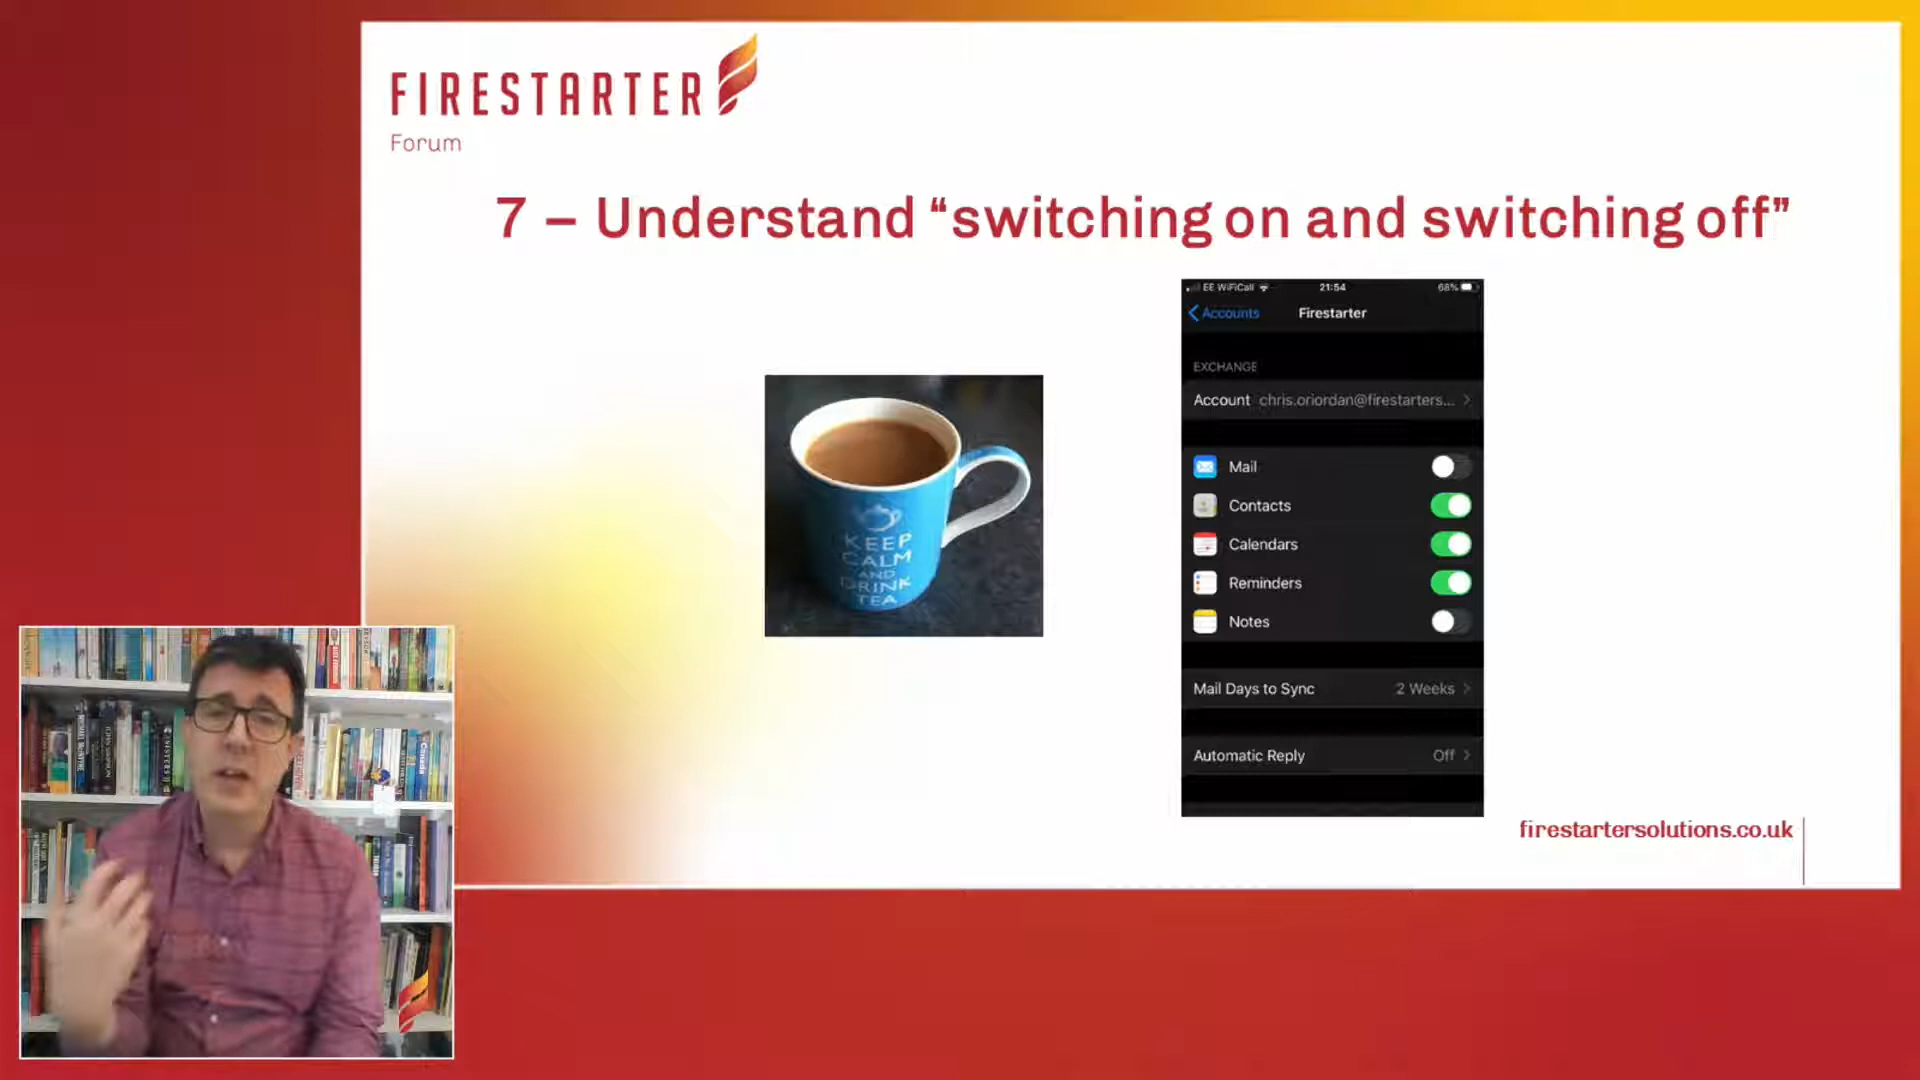 FIRESTARTER
Forum
7 – Understand “switching on and switching off”
KEEP
CALM
AND
DRINK
TEA
EE WiFiCall 21:54 68%
Accounts Firestarter
EXCHANGE
Account chris.oriordan@firestarters...
Mail
Contacts
Calendars
Reminders
Notes
Mail Days to Sync 2 Weeks
Automatic Reply Off
firestartersolutions.co.uk
Canada